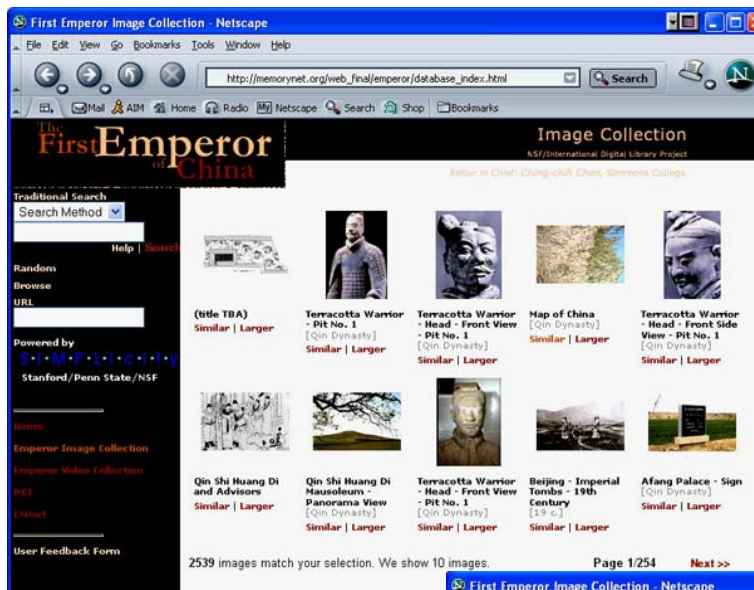 First Emperor Image Collection - Netscape
File Edit View Go Bookmarks Tools Window Help
http://memorynet.org/web_final/emperor/database_index.html
Search
Mail AIM Home Radio My Netscape Search Shop Bookmarks
The First Emperor of China
Image Collection
NSF/International Digital Library Project
Editor in Chief: Ching-chih Chen, Simmons College
Traditional Search
Search Method
Help | Search
Random
Browse
URL
Powered by
S·I·M·P·L·I·c·i·t·y
Stanford/Penn State/NSF
Home
Emperor Image Collection
Emperor Video Collection
CMNet
User Feedback Form
(title TBA)
Similar | Larger
Terracotta Warrior
- Pit No. 1
[Qin Dynasty]
Similar | Larger
Terracotta Warrior
- Head - Front View
- Pit No. 1
[Qin Dynasty]
Similar | Larger
Map of China
[Qin Dynasty]
Similar | Larger
Terracotta Warrior
- Head - Front Side
View - Pit No. 1
[Qin Dynasty]
Similar | Larger
Qin Shi Huang Di
and Advisors
Similar | Larger
Qin Shi Huang Di
Mausoleum -
Panorama View
[Qin Dynasty]
Similar | Larger
Terracotta Warrior
- Head - Front View
- Pit No. 1
[Qin Dynasty]
Similar | Larger
Beijing - Imperial
Tombs - 19th
Century
[19 c.]
Similar | Larger
Afang Palace - Sign
[Qin Dynasty]
Similar | Larger
2539 images match your selection. We show 10 images.
Page 1/254
Next >>
First Emperor Image Collection - Netscape